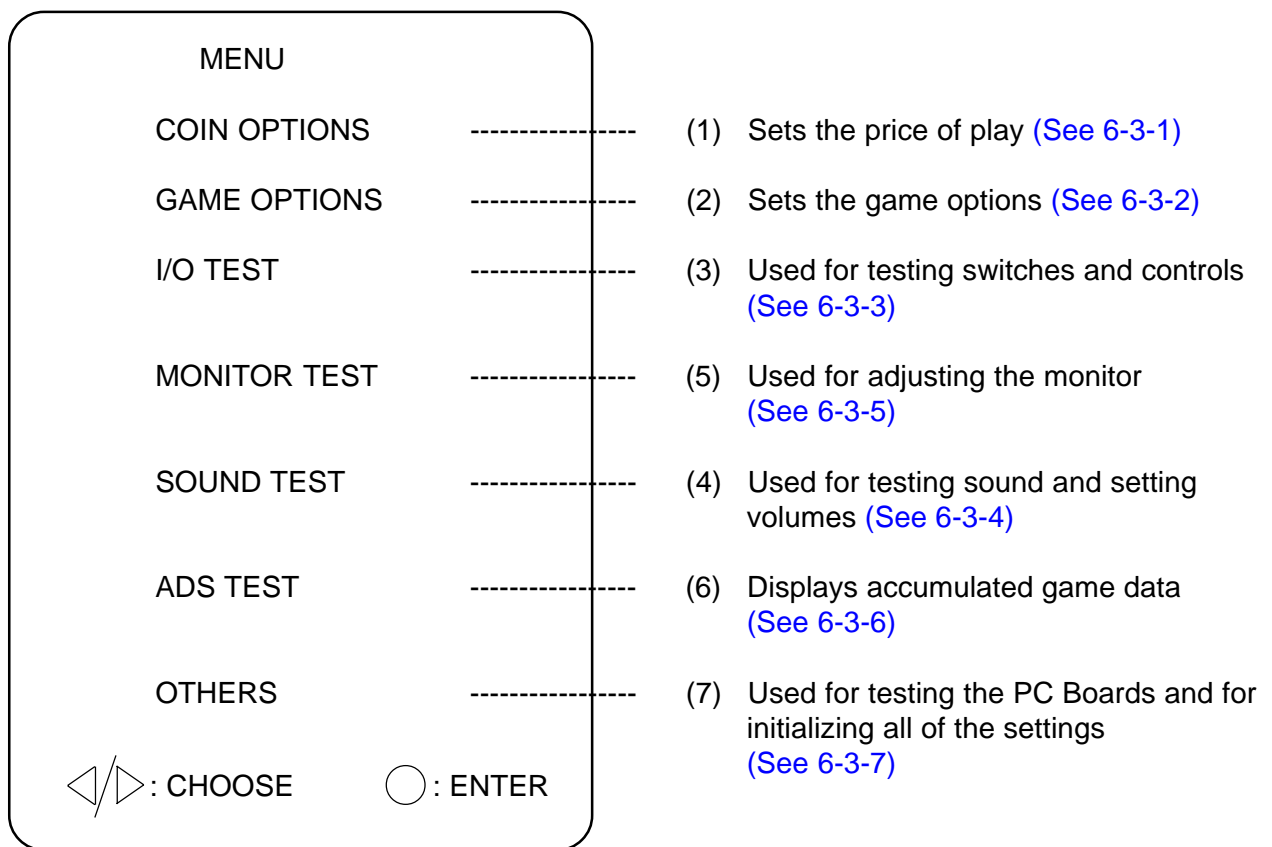 MENU
COIN OPTIONS ----------------- (1) Sets the price of play (See 6-3-1)
GAME OPTIONS ----------------- (2) Sets the game options (See 6-3-2)
I/O TEST ----------------- (3) Used for testing switches and controls
(See 6-3-3)
MONITOR TEST ----------------- (5) Used for adjusting the monitor
(See 6-3-5)
SOUND TEST ----------------- (4) Used for testing sound and setting
volumes (See 6-3-4)
ADS TEST ----------------- (6) Displays accumulated game data
(See 6-3-6)
OTHERS ----------------- (7) Used for testing the PC Boards and for
initializing all of the settings
(See 6-3-7)
◁/▷: CHOOSE ◯: ENTER